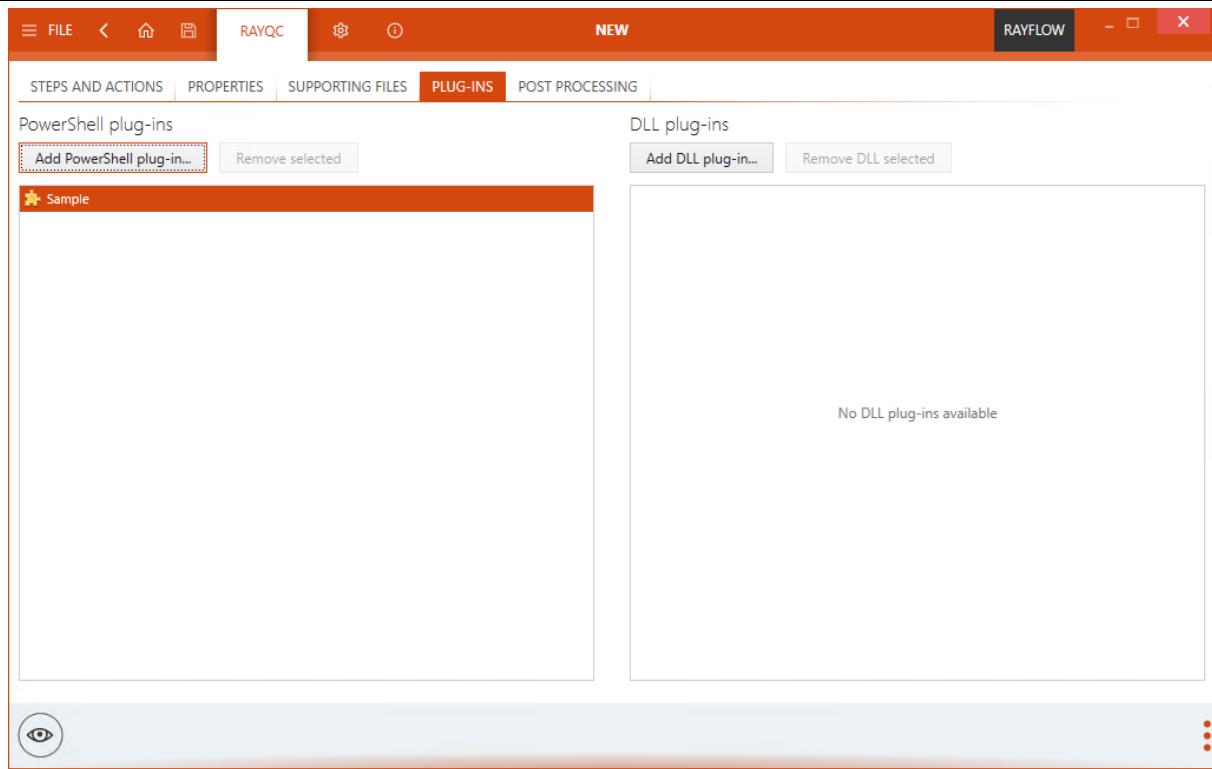 FILE RAYQC NEW RAYFLOW
STEPS AND ACTIONS PROPERTIES SUPPORTING FILES PLUG-INS POST PROCESSING
PowerShell plug-ins
Add PowerShell plug-in... Remove selected
Sample
DLL plug-ins
Add DLL plug-in... Remove DLL selected
No DLL plug-ins available